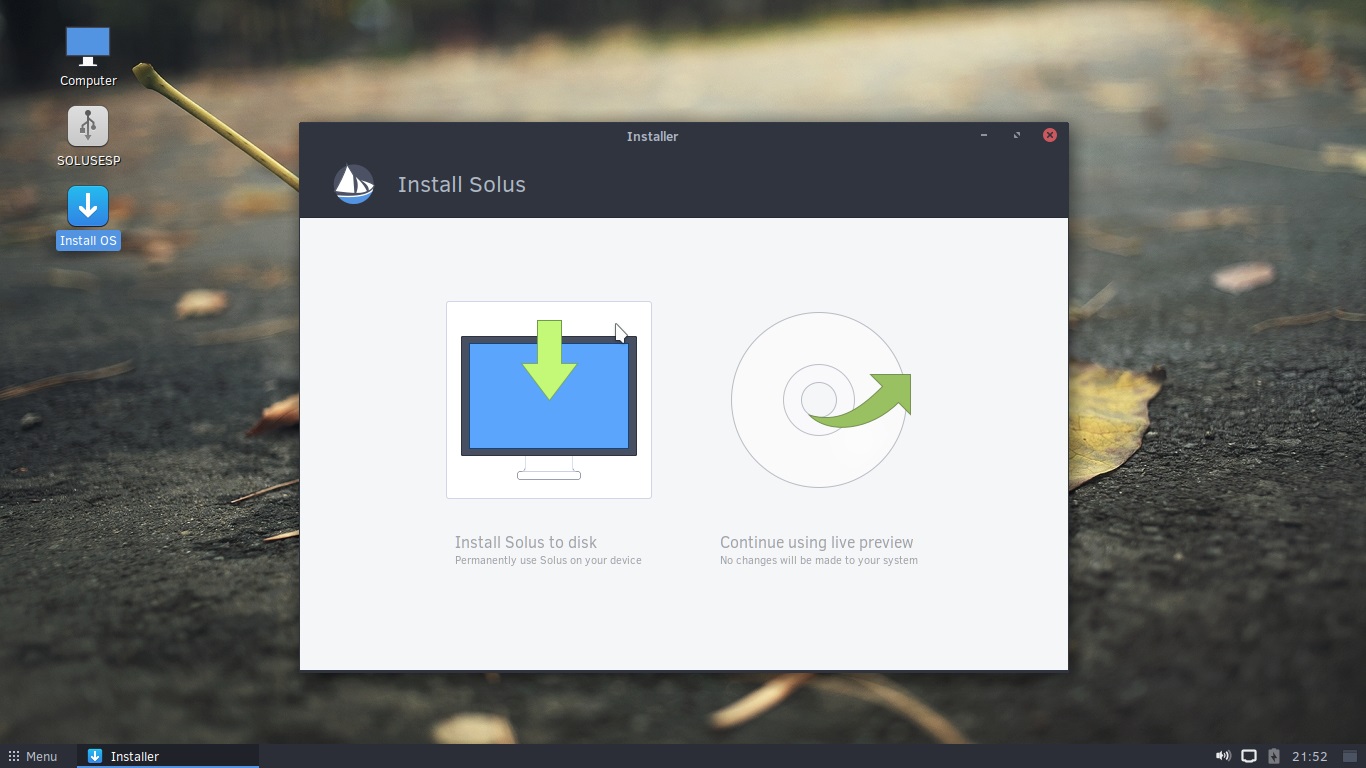 Computer
SOLUSESP
Install OS
Installer
Install Solus
Install Solus to disk
Permanently use Solus on your device
Continue using live preview
No changes will be made to your system
Menu
Installer
21:52